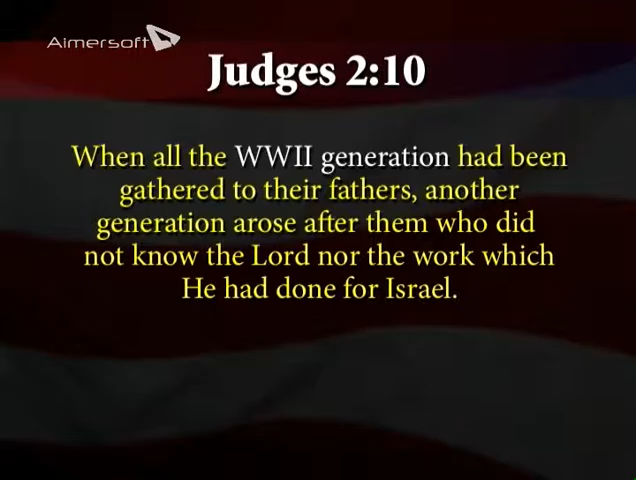 Aimersoft
Judges 2:10
When all the WWII generation had been
gathered to their fathers, another
generation arose after them who did
not know the Lord nor the work which
He had done for Israel.